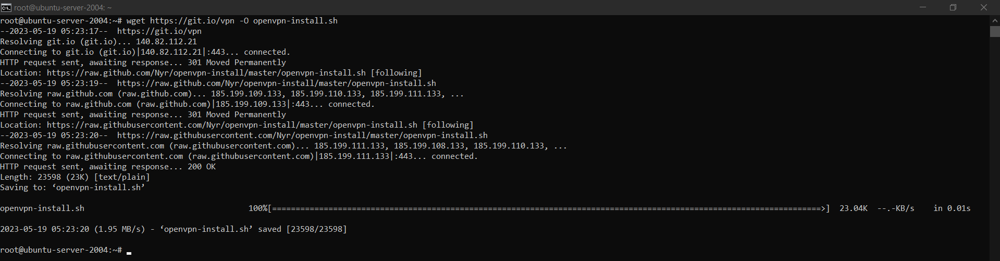 root@ubuntu-server-2004: ~
root@ubuntu-server-2004:~# wget https://git.io/vpn -O openvpn-install.sh
--2023-05-19 05:23:17--  https://git.io/vpn
Resolving git.io (git.io)... 140.82.112.21
Connecting to git.io (git.io)|140.82.112.21|:443... connected.
HTTP request sent, awaiting response... 301 Moved Permanently
Location: https://raw.github.com/Nyr/openvpn-install/master/openvpn-install.sh [following]
--2023-05-19 05:23:19--  https://raw.github.com/Nyr/openvpn-install/master/openvpn-install.sh
Resolving raw.github.com (raw.github.com)... 185.199.109.133, 185.199.110.133, 185.199.111.133, ...
Connecting to raw.github.com (raw.github.com)|185.199.109.133|:443... connected.
HTTP request sent, awaiting response... 301 Moved Permanently
Location: https://raw.githubusercontent.com/Nyr/openvpn-install/master/openvpn-install.sh [following]
--2023-05-19 05:23:20--  https://raw.githubusercontent.com/Nyr/openvpn-install/master/openvpn-install.sh
Resolving raw.githubusercontent.com (raw.githubusercontent.com)... 185.199.111.133, 185.199.108.133, 185.199.110.133, ...
Connecting to raw.githubusercontent.com (raw.githubusercontent.com)|185.199.111.133|:443... connected.
HTTP request sent, awaiting response... 200 OK
Length: 23598 (23K) [text/plain]
Saving to: ‘openvpn-install.sh’
openvpn-install.sh                                   100%[=====================================================================================================================>]  23.04K  --.-KB/s    in 0.01s
2023-05-19 05:23:20 (1.95 MB/s) - ‘openvpn-install.sh’ saved [23598/23598]
root@ubuntu-server-2004:~#